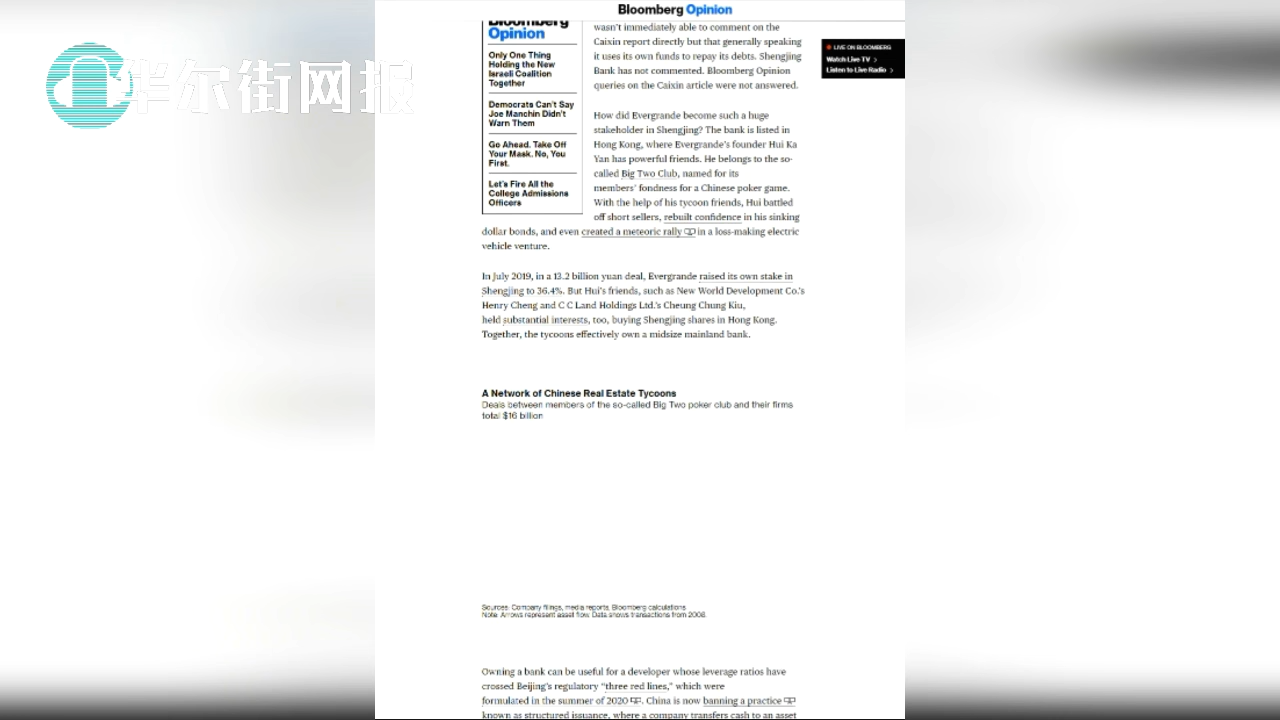 Bloomberg Opinion
半尔街网报
Bloomberg
Opinion
Only One Thing
Holding the New
Israeli Coalition
Together
Democrats Can't Say
Joe Manchin Didn't
Warn Them
Go Ahead. Take Off
Your Mask. No, You
First.
Let's Fire All the
College Admissions
Officers
wasn't immediately able to comment on the
Caixin report directly but that generally speaking
it uses its own funds to repay its debts. Shengjing
Bank has not commented. Bloomberg Opinion
queries on the Caixin article were not answered.
How did Evergrande become such a huge
stakeholder in Shengjing? The bank is listed in
Hong Kong, where Evergrande's founder Hui Ka
Yan has powerful friends. He belongs to the so-
called Big Two Club, named for its
members' fondness for a Chinese poker game.
With the help of his tycoon friends, Hui battled
off short sellers, rebuilt confidence in his sinking
dollar bonds, and even created a meteoric rally in a loss-making electric
vehicle venture.
LIVE ON BLOOMBERG
Watch Live TV >
Listen to Live Radio >
In July 2019, in a 13.2 billion yuan deal, Evergrande raised its own stake in
Shengjing to 36.4%. But Hui's friends, such as New World Development Co.'s
Henry Cheng and C C Land Holdings Ltd.'s Cheung Chung Kiu,
held substantial interests, too, buying Shengjing shares in Hong Kong.
Together, the tycoons effectively own a midsize mainland bank.
A Network of Chinese Real Estate Tycoons
Deals between members of the so-called Big Two poker club and their firms
total $16 billion
Sources: Company filings, media reports, Bloomberg calculations
Note: Arrows represent asset flow. Data shows transactions from 2008.
Owning a bank can be useful for a developer whose leverage ratios have
crossed Beijing's regulatory "three red lines," which were
formulated in the summer of 2020. China is now banning a practice
known as structured issuance, where a company transfers cash to an asset